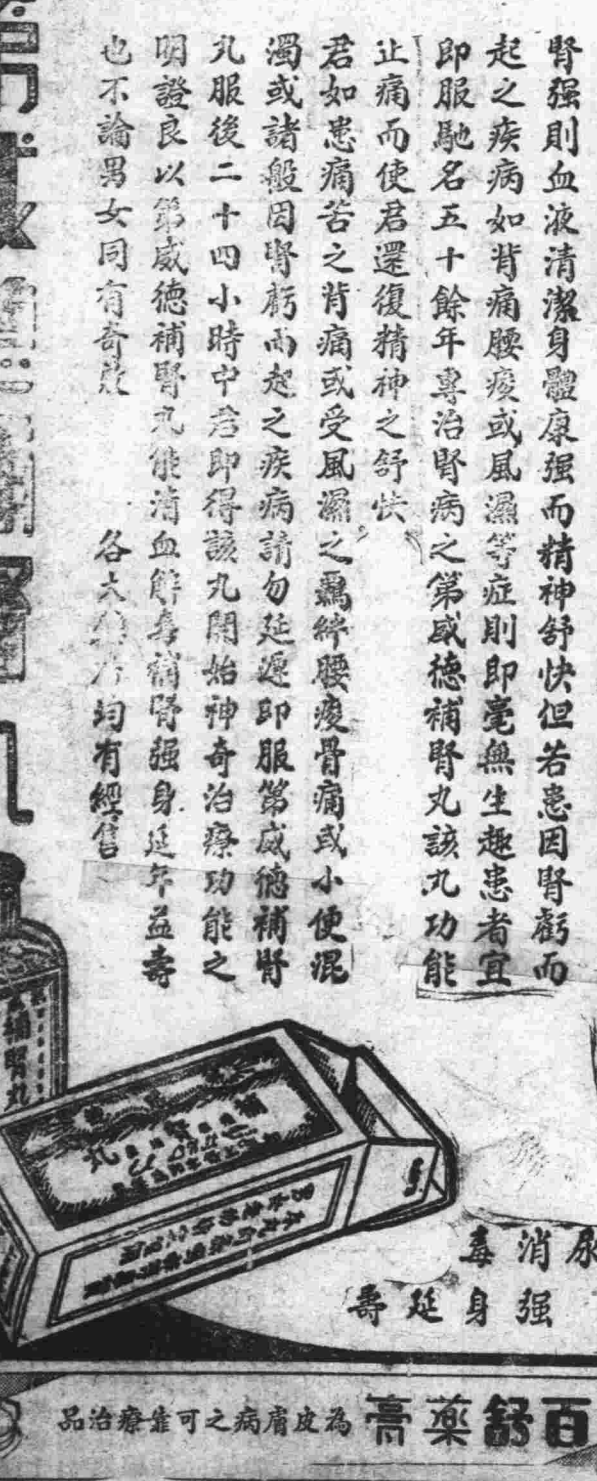 腎强則血液清潔身體康强而精神舒快但若患因腎虧而
起之疾病如背痛腰痠或風濕等症則即毫無生趣患者宜
即服馳名五十餘年專治腎病之第威德補腎丸該丸功能
止痛而使君還復精神之舒快
君如患痛苦之背痛或受風濕之羈絆腰痠骨痛或小便混
濁或諸般因腎虧而起之疾病請勿延遲即服第威德補腎
丸服後二十四小時中君即得該丸開始神奇治療功能之
明證良以第威德補腎丸能清血解毒補腎强身延年益壽
也不論男女同有奇效
各大藥房均有經售
補腎丸
尿消毒
强身延壽
百舒藥膏為皮膚病之可靠療治品